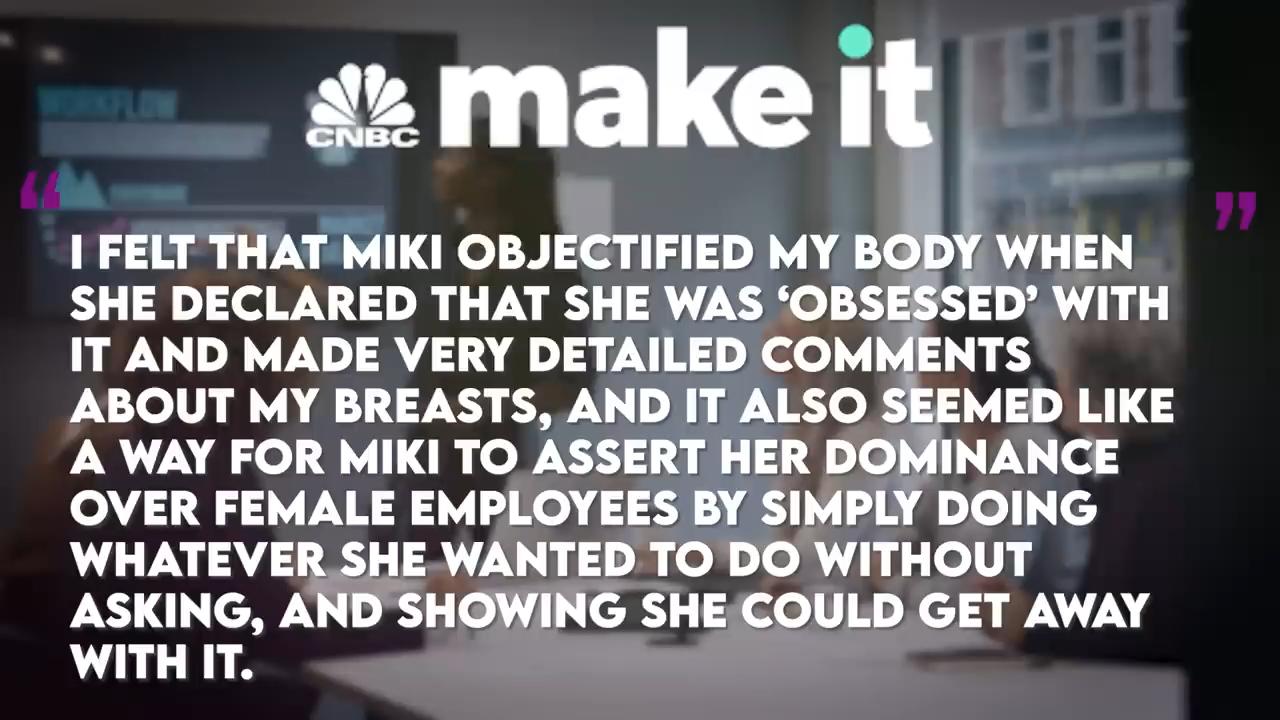 WORKFLOW
CNBC make it
“
”
I FELT THAT MIKI OBJECTIFIED MY BODY WHEN
SHE DECLARED THAT SHE WAS ‘OBSESSED’ WITH
IT AND MADE VERY DETAILED COMMENTS
ABOUT MY BREASTS, AND IT ALSO SEEMED LIKE
A WAY FOR MIKI TO ASSERT HER DOMINANCE
OVER FEMALE EMPLOYEES BY SIMPLY DOING
WHATEVER SHE WANTED TO DO WITHOUT
ASKING, AND SHOWING SHE COULD GET AWAY
WITH IT.